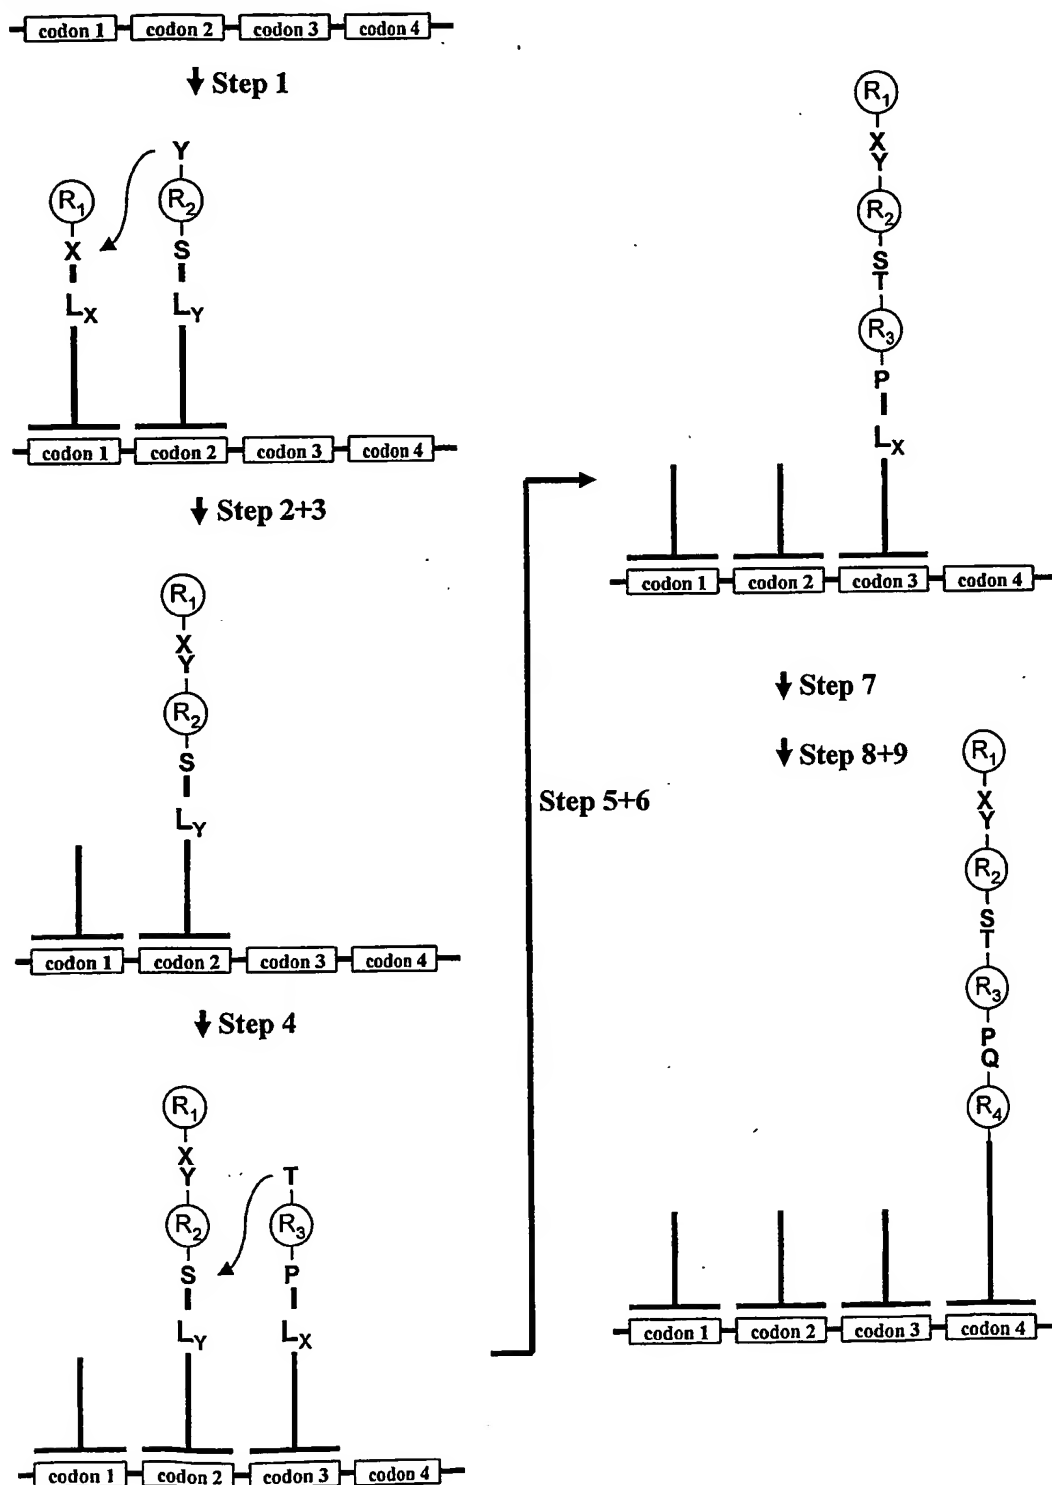 codon 1 codon 2 codon 3 codon 4
Step 1
Y
R1 R2
X S
LX LY
codon 1 codon 2 codon 3 codon 4
Step 2+3
R1
X
Y
R2
S
LY
codon 1 codon 2 codon 3 codon 4
Step 4
R1
X
Y T
R2 R3
S P
LY LX
codon 1 codon 2 codon 3 codon 4
Step 5+6
R1
X
Y
R2
S
T
R3
P
LX
codon 1 codon 2 codon 3 codon 4
Step 7
Step 8+9
R1
X
Y
R2
S
T
R3
P
Q
R4
codon 1 codon 2 codon 3 codon 4